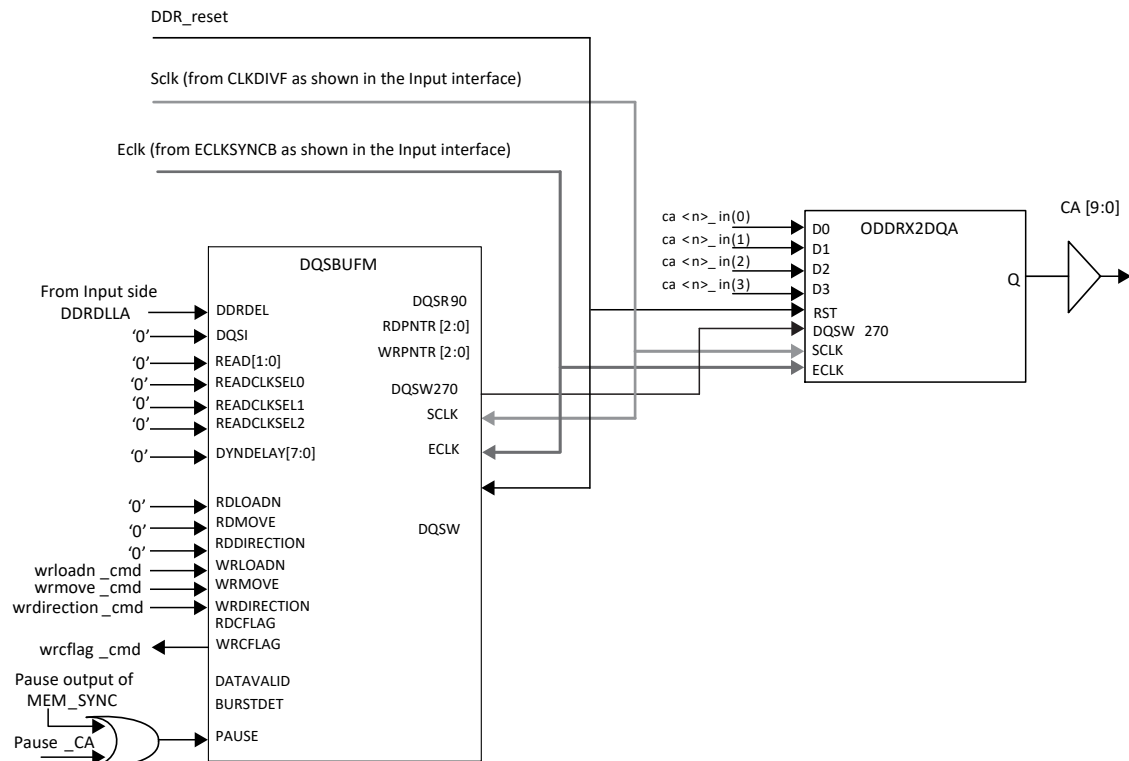 DDR_reset
Sclk (from CLKDIVF as shown in the Input interface)
Eclk (from ECLKSYNCB as shown in the Input interface)
ca <n>_ in(0)
ca <n>_ in(1)
ca <n>_ in(2)
ca <n>_ in(3)
ODDRX2DQA
D0
D1
D2
D3
RST
DQSW 270
SCLK
ECLK
Q
CA [9:0]
DQSBUFM
From Input side
DDRDLLA
'0'
'0'
'0'
'0'
'0'
'0'
'0'
'0'
'0'
wrloadn _cmd
wrmove _cmd
wrdirection _cmd
wrcflag _cmd
Pause output of
MEM_SYNC
Pause _CA
DDRDEL
DQSI
READ[1:0]
READCLKSEL0
READCLKSEL1
READCLKSEL2
DYNDELAY[7:0]
RDLOADN
RDMOVE
RDDIRECTION
WRLOADN
WRMOVE
WRDIRECTION
RDCFLAG
WRCFLAG
DATAVALID
BURSTDET
PAUSE
DQSR90
RDPNTR [2:0]
WRPNTR [2:0]
DQSW270
SCLK
ECLK
DQSW